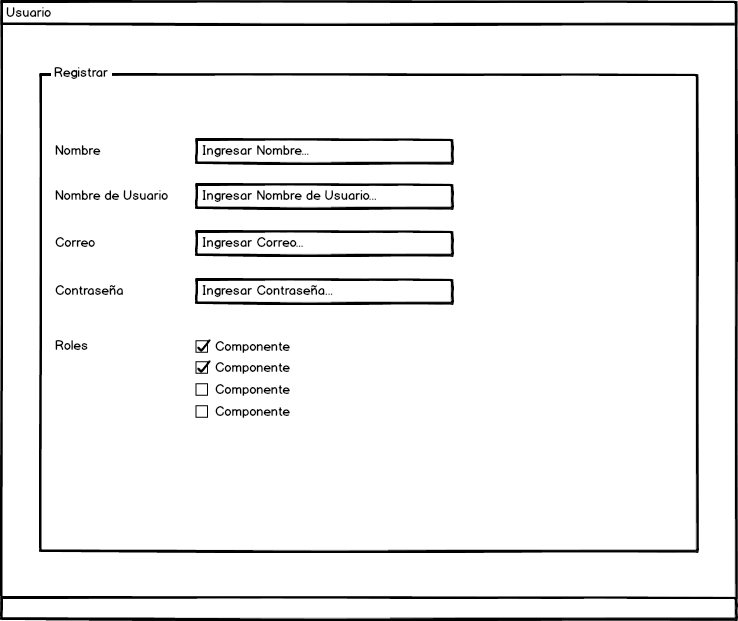 Usuario
Registrar
Nombre Ingresar Nombre...
Nombre de Usuario Ingresar Nombre de Usuario...
Correo Ingresar Correo...
Contraseña Ingresar Contraseña...
Roles Componente
Componente
Componente
Componente